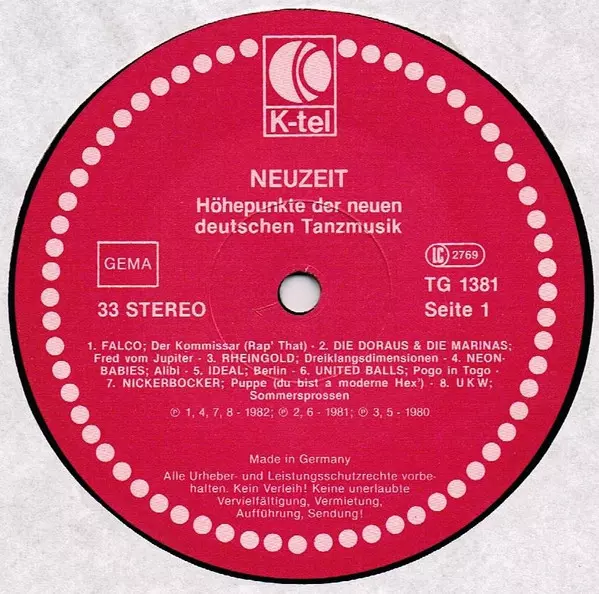 K-tel
NEUZEIT
Höhepunkte der neuen
deutschen Tanzmusik
GEMA
LC 2769
TG 1381
33 STEREO
Seite 1
1. FALCO; Der Kommissar (Rap' That) · 2. DIE DORAUS & DIE MARINAS;
Fred vom Jupiter · 3. RHEINGOLD; Dreiklangsdimensionen · 4. NEON-
BABIES; Alibi · 5. IDEAL; Berlin · 6. UNITED BALLS; Pogo in Togo ·
7. NICKERBOCKER; Puppe (du bist a moderne Hex') · 8. UKW;
Sommersprossen
℗ 1, 4, 7, 8 - 1982; ℗ 2, 6 - 1981; ℗ 3, 5 - 1980
Made in Germany
Alle Urheber- und Leistungsschutzrechte vorbe-
halten. Kein Verleih! Keine unerlaubte
Vervielfältigung, Vermietung,
Aufführung, Sendung!